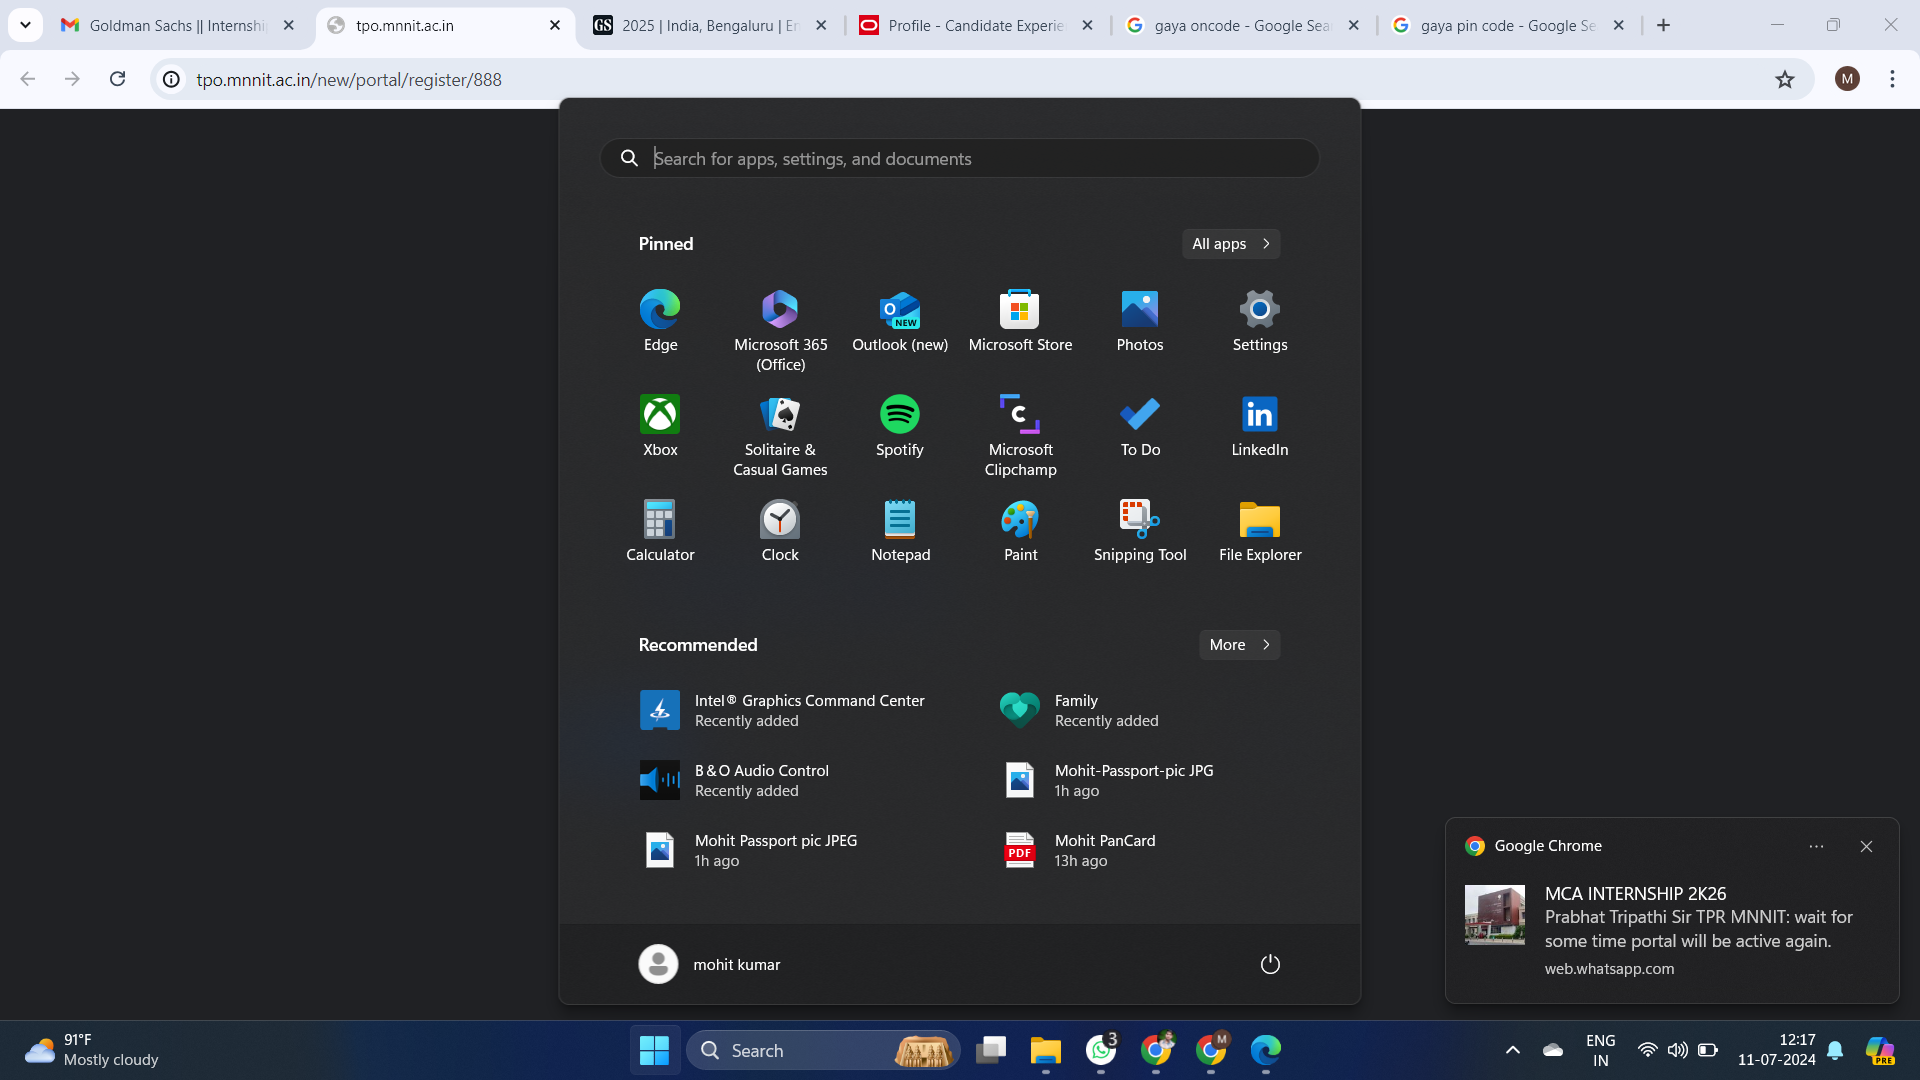 Goldman Sachs || Internshi
tpo.mnnit.ac.in
GS
2025 | India, Bengaluru | En
Profile - Candidate Experie
gaya oncode - Google Sea
gaya pin code - Google Se
tpo.mnnit.ac.in/new/portal/register/888
M
Search for apps, settings, and documents
Pinned
All apps
Edge
Microsoft 365
(Office)
NEW
Outlook (new)
Microsoft Store
Photos
Settings
Xbox
Solitaire &
Casual Games
Spotify
Microsoft
Clipchamp
To Do
in
LinkedIn
Calculator
Clock
Notepad
Paint
Snipping Tool
File Explorer
Recommended
More
Intel® Graphics Command Center
Recently added
Family
Recently added
B&O Audio Control
Recently added
Mohit-Passport-pic JPG
1h ago
Mohit Passport pic JPEG
1h ago
PDF
Mohit PanCard
13h ago
mohit kumar
Google Chrome
MCA INTERNSHIP 2K26
Prabhat Tripathi Sir TPR MNNIT: wait for
some time portal will be active again.
web.whatsapp.com
91°F
Mostly cloudy
Search
3
M
ENG
IN
12:17
11-07-2024
PRE